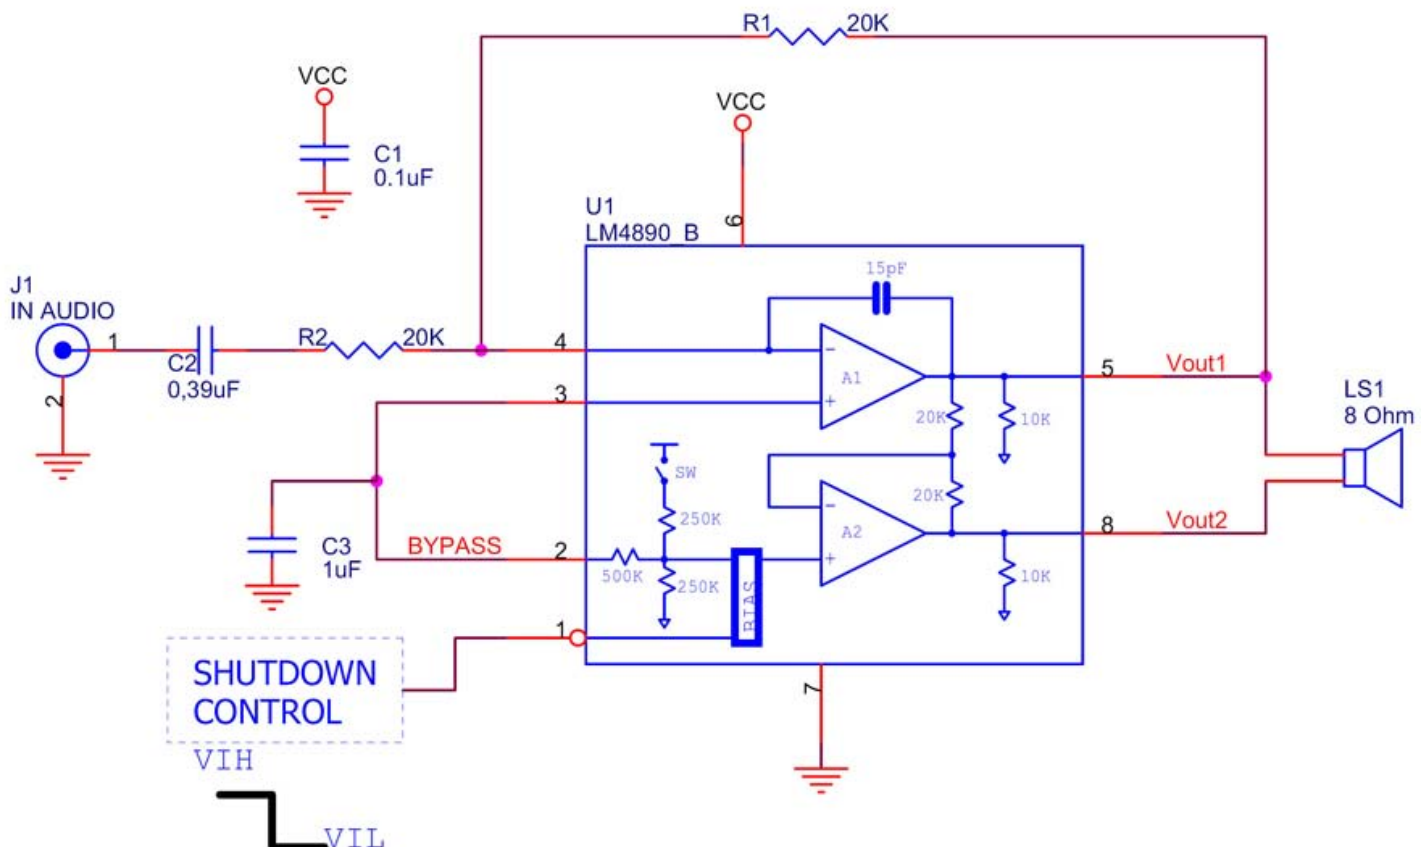 R1
20K
VCC
VCC
C1
0.1uF
U1
LM4890_B
6
15pF
J1
IN AUDIO
1
R2
20K
4
C2
0,39uF
2
3
A1
5
Vout1
20K
10K
LS1
8 Ohm
SW
20K
250K
A2
8
Vout2
C3
1uF
BYPASS
2
500K
250K
BIAS
10K
1
SHUTDOWN
CONTROL
7
VIH
VIL